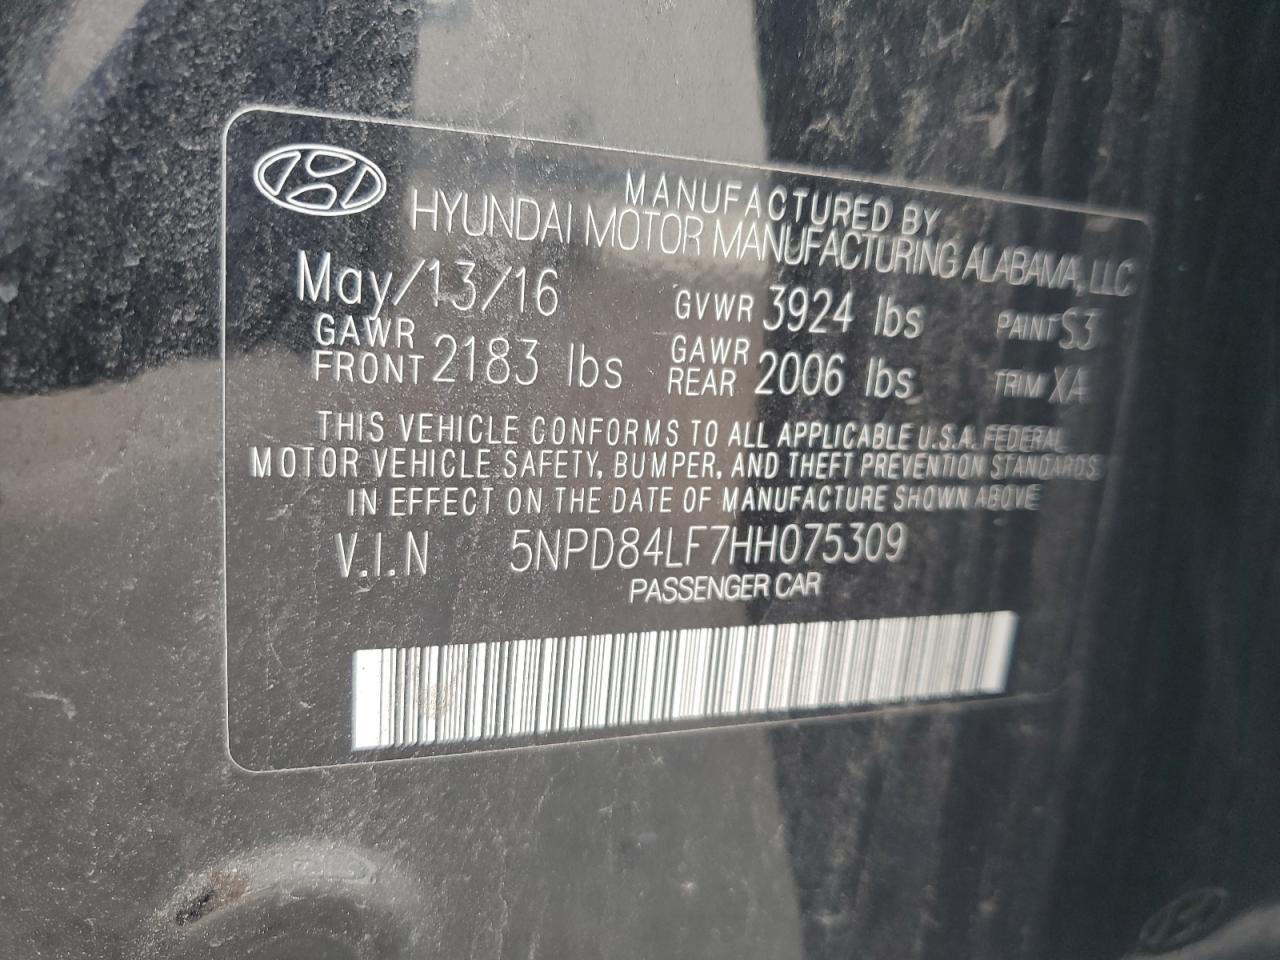 MANUFACTURED BY
HYUNDAI MOTOR MANUFACTURING ALABAMA, LLC
May/13/16 GVWR 3924 lbs PAINT S3
GAWR FRONT 2183 lbs GAWR REAR 2006 lbs TRIM XA
THIS VEHICLE CONFORMS TO ALL APPLICABLE U.S.A. FEDERAL
MOTOR VEHICLE SAFETY, BUMPER, AND THEFT PREVENTION STANDARDS
IN EFFECT ON THE DATE OF MANUFACTURE SHOWN ABOVE
V.I.N 5NPD84LF7HH075309
PASSENGER CAR